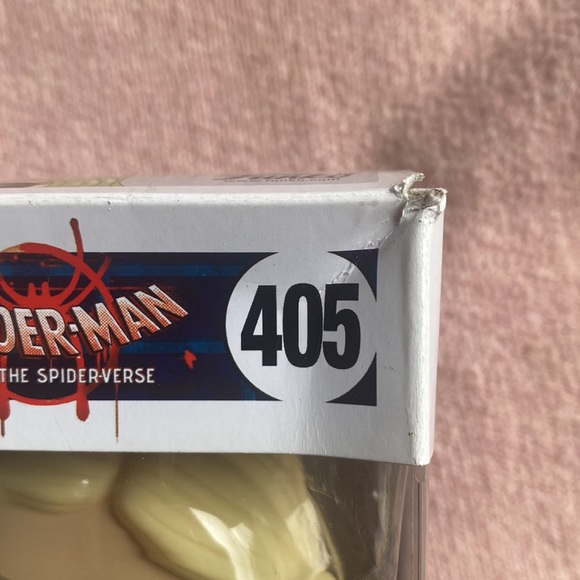 DER-MAN
THE SPIDER-VERSE
405